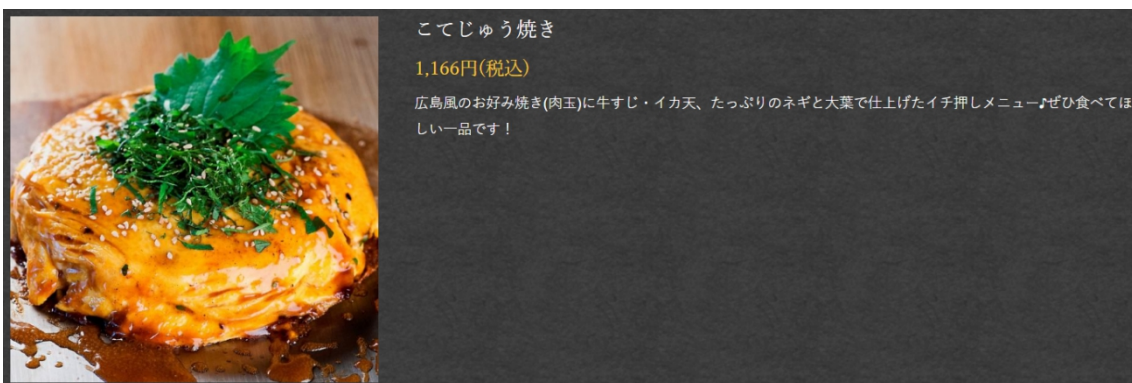 こてじゅう焼き
1,166円(税込)
広島風のお好み焼き(肉玉)に牛すじ・イカ天、たっぷりのネギと大葉で仕上げたイチ押しメニュー♪ぜひ食べてほ
しい一品です！